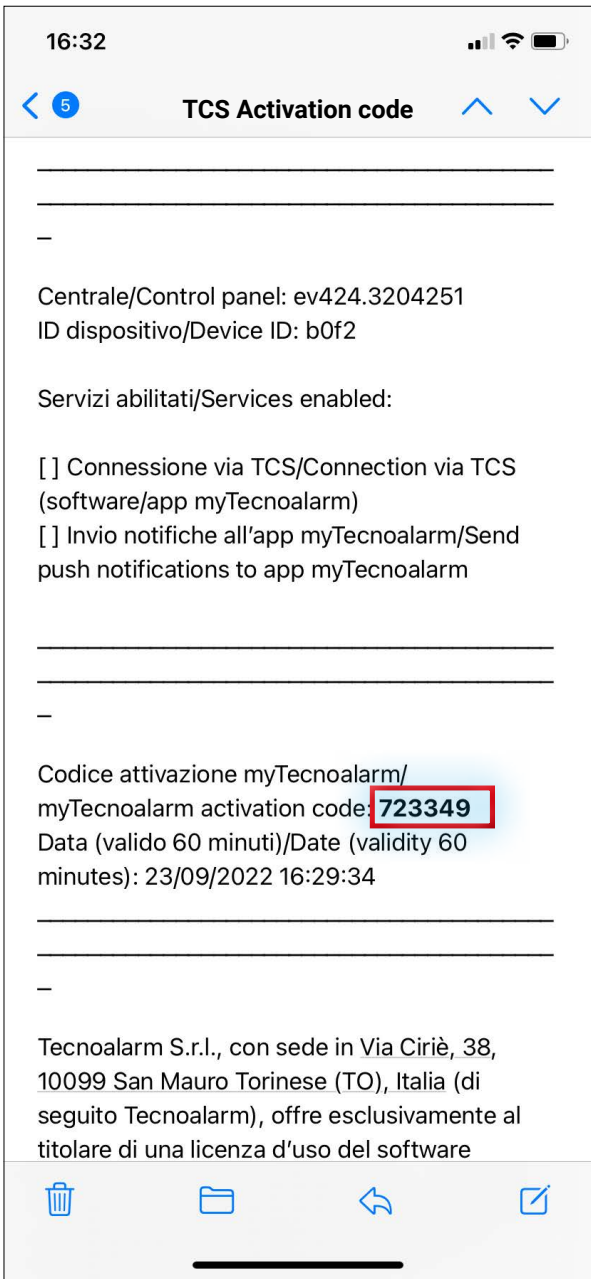 16:32
5
TCS Activation code
_
Centrale/Control panel: ev424.3204251
ID dispositivo/Device ID: b0f2
Servizi abilitati/Services enabled:
[ ] Connessione via TCS/Connection via TCS
(software/app myTecnoalarm)
[ ] Invio notifiche all'app myTecnoalarm/Send
push notifications to app myTecnoalarm
_
Codice attivazione myTecnoalarm/
myTecnoalarm activation code: 723349
Data (valido 60 minuti)/Date (validity 60
minutes): 23/09/2022 16:29:34
_
Tecnoalarm S.r.l., con sede in Via Ciriè, 38,
10099 San Mauro Torinese (TO), Italia (di
seguito Tecnoalarm), offre esclusivamente al
titolare di una licenza d'uso del software